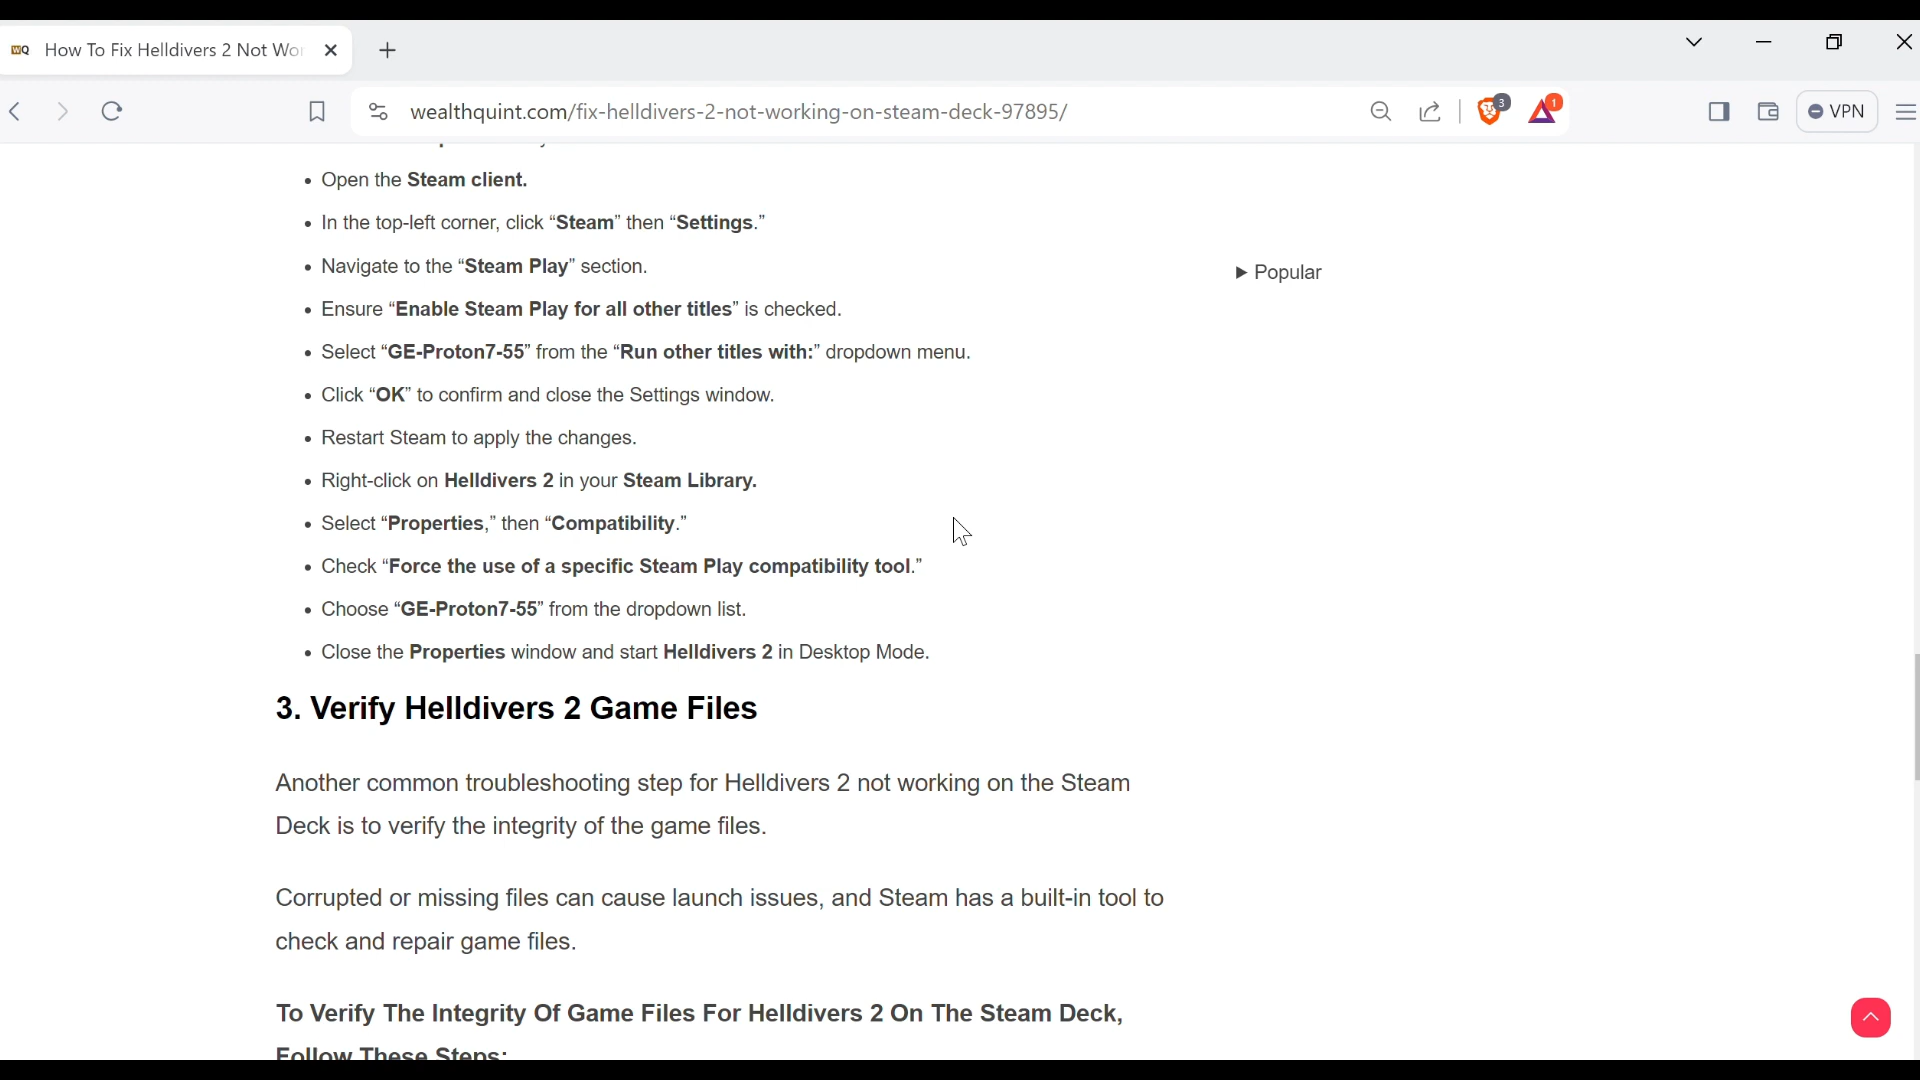 WQ How To Fix Helldivers 2 Not Wor
wealthquint.com/fix-helldivers-2-not-working-on-steam-deck-97895/
3
1
VPN
• Open the Steam client.
• In the top-left corner, click “Steam” then “Settings.”
• Navigate to the “Steam Play” section.
▶ Popular
• Ensure “Enable Steam Play for all other titles” is checked.
• Select “GE-Proton7-55” from the “Run other titles with:” dropdown menu.
• Click “OK” to confirm and close the Settings window.
• Restart Steam to apply the changes.
• Right-click on Helldivers 2 in your Steam Library.
• Select “Properties,” then “Compatibility.”
• Check “Force the use of a specific Steam Play compatibility tool.”
• Choose “GE-Proton7-55” from the dropdown list.
• Close the Properties window and start Helldivers 2 in Desktop Mode.
3. Verify Helldivers 2 Game Files
Another common troubleshooting step for Helldivers 2 not working on the Steam
Deck is to verify the integrity of the game files.
Corrupted or missing files can cause launch issues, and Steam has a built-in tool to
check and repair game files.
To Verify The Integrity Of Game Files For Helldivers 2 On The Steam Deck,
Follow These Steps: